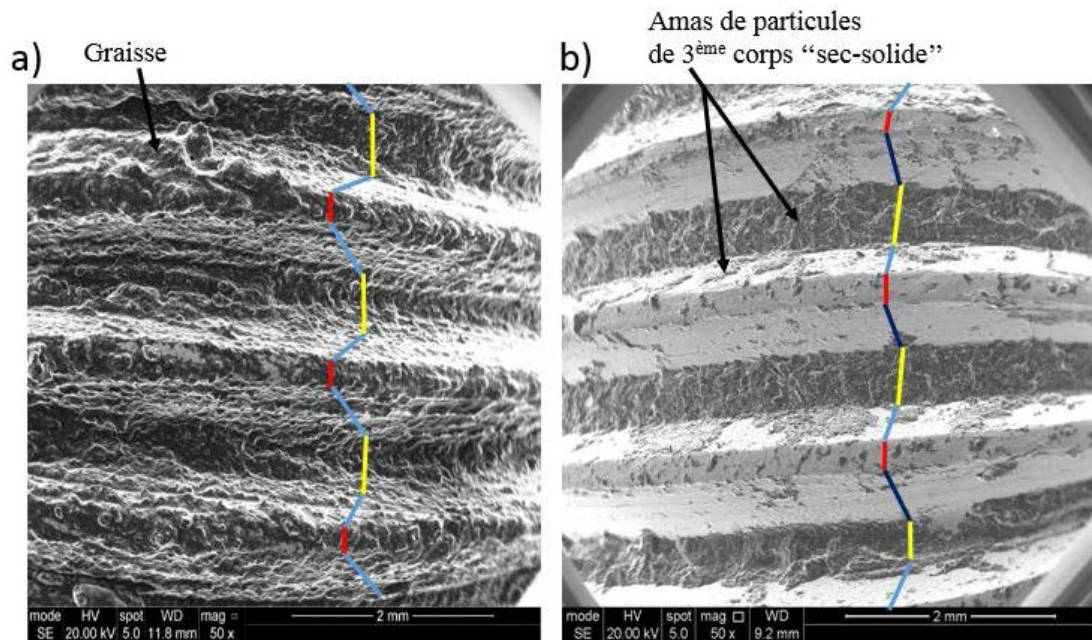 Amas de particules
de 3ème corps “sec-solide”
a)
Graisse
b)
mode HV spot WD mag □
SE 20.00 kV 5.0 11.8 mm 50 x
2 mm
mode HV spot WD mag □
SE 20.00 kV 5.0 9.2 mm 50 x
2 mm